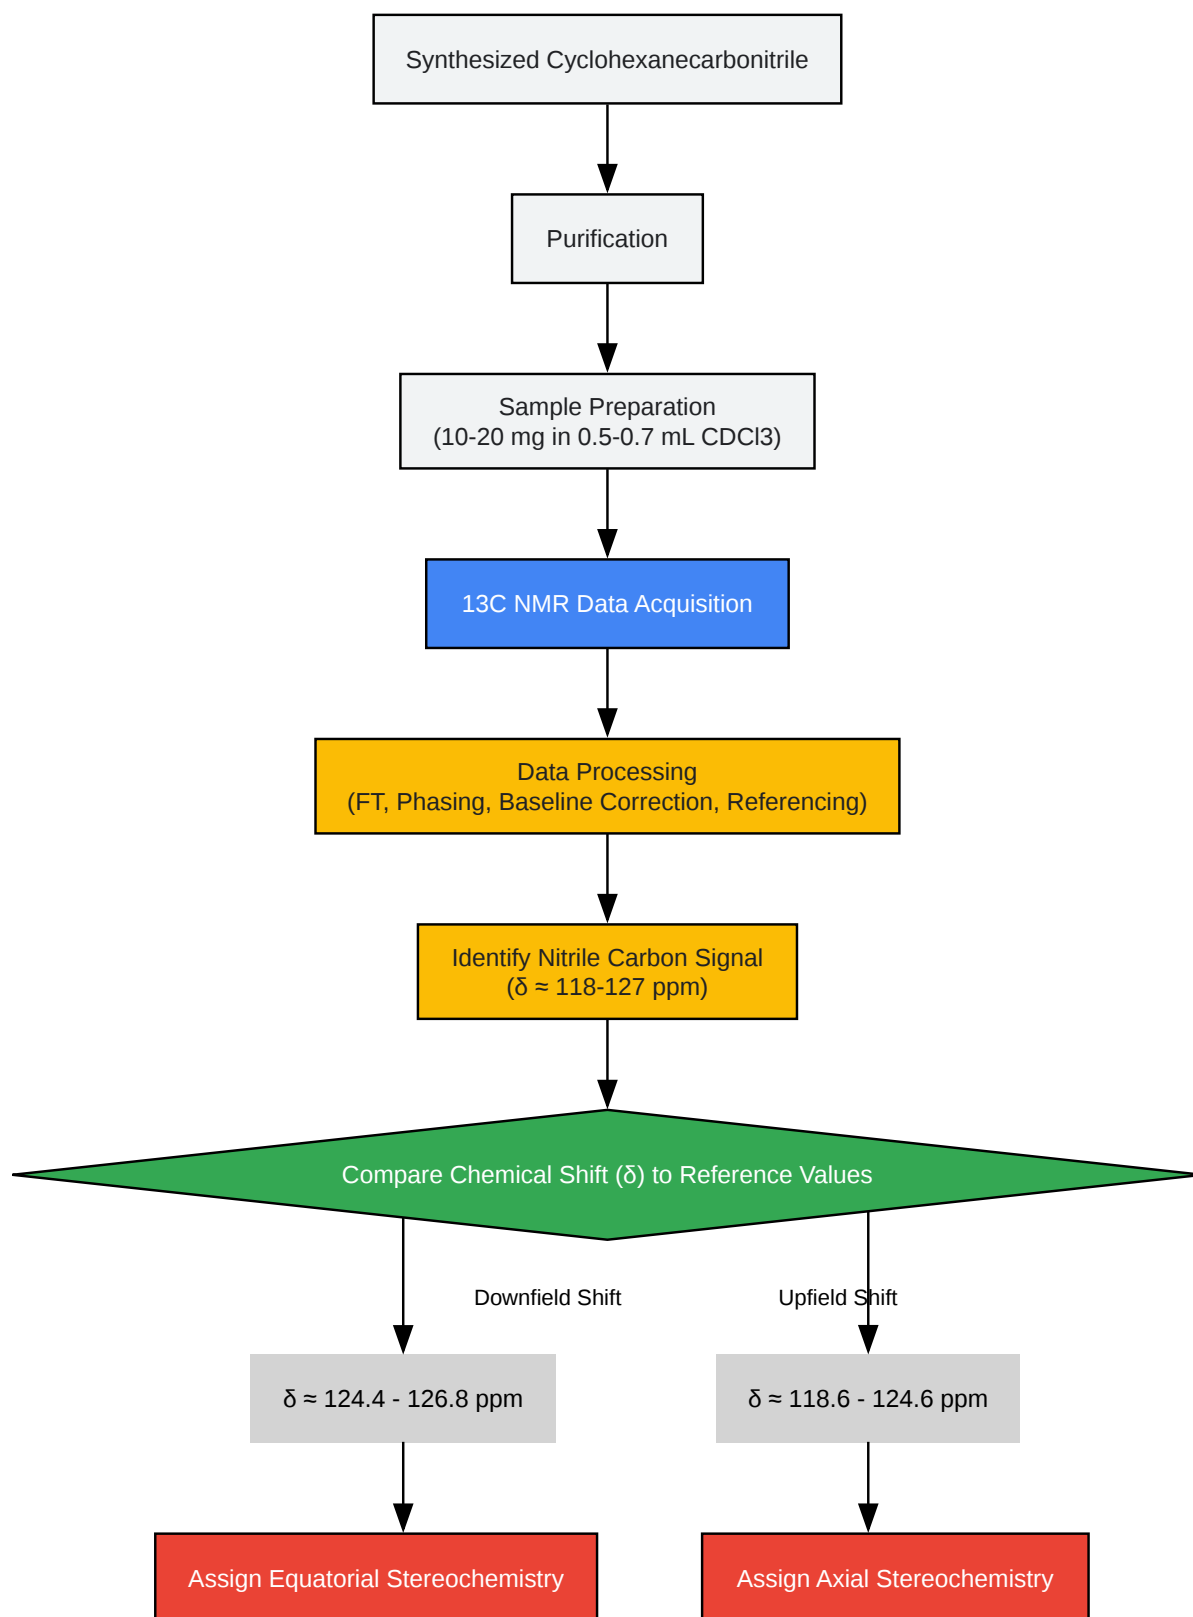 Synthesized Cyclohexanecarbonitrile
Purification
Sample Preparation
(10-20 mg in 0.5-0.7 mL CDCl3)
13C NMR Data Acquisition
Data Processing
(FT, Phasing, Baseline Correction, Referencing)
Identify Nitrile Carbon Signal
(δ ≈ 118-127 ppm)
Compare Chemical Shift (δ) to Reference Values
Downfield Shift
Upfield Shift
δ ≈ 124.4 - 126.8 ppm
δ ≈ 118.6 - 124.6 ppm
Assign Equatorial Stereochemistry
Assign Axial Stereochemistry